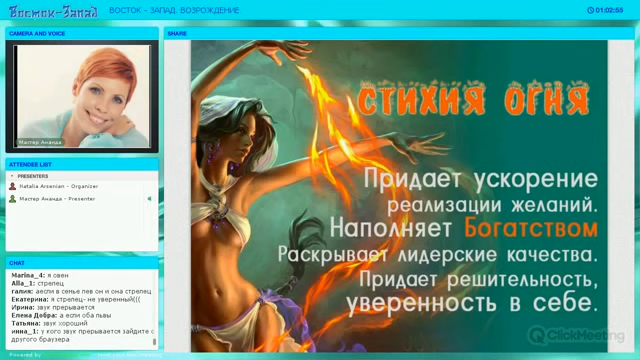 Восток-Запад
ВОСТОК - ЗАПАД. ВОЗРОЖДЕНИЕ
01:02:55
CAMERA AND VOICE
SHARE
Мастер Ананда
ATTENDEE LIST
PRESENTERS
Natalia Arsenian - Organizer
Мастер Ананда - Presenter
CHAT
Marina_4: я овен
Alla_1: стрелец
галия: если в семье лев он и она стрелец
Екатерина: я стрелец- не уверенный(((
Ирина: звук прерывается
Елена Добра: а если оба львы
Татьяна: звук хороший
инна_1: у кого звук прерывается зайдите с
другого браузера
Powered by
СТИХИЯ ОГНЯ
Придает ускорение
реализации желаний.
Наполняет Богатством
Раскрывает лидерские качества.
Придает решительность,
уверенность в себе.
ClickMeeting